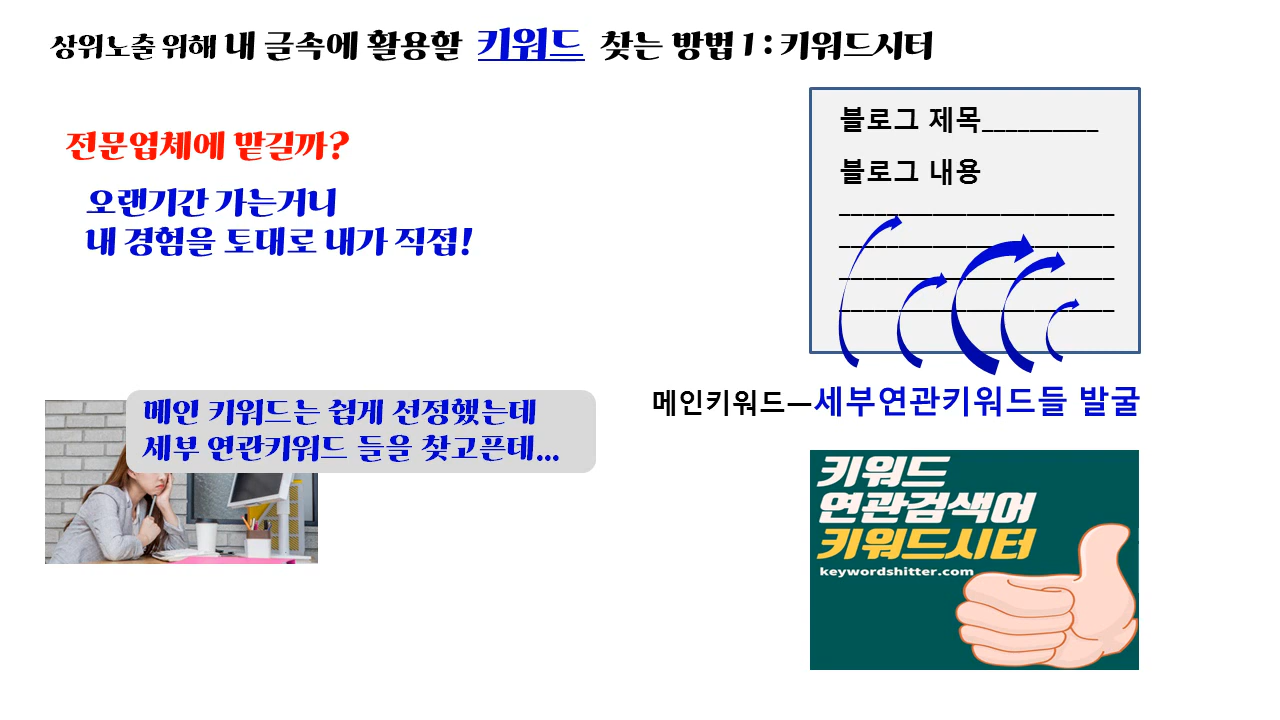 상위노출 위해 내 글속에 활용할 키워드 찾는 방법 1 : 키워드시터
전문업체에 맡길까?
오랜기간 가는거니
내 경험을 토대로 내가 직접!
블로그 제목___________
블로그 내용
메인키워드—세부연관키워드들 발굴
메인 키워드는 쉽게 선정했는데
세부 연관키워드 들을 찾고픈데...
키워드
연관검색어
키워드시터
keywordshitter.com